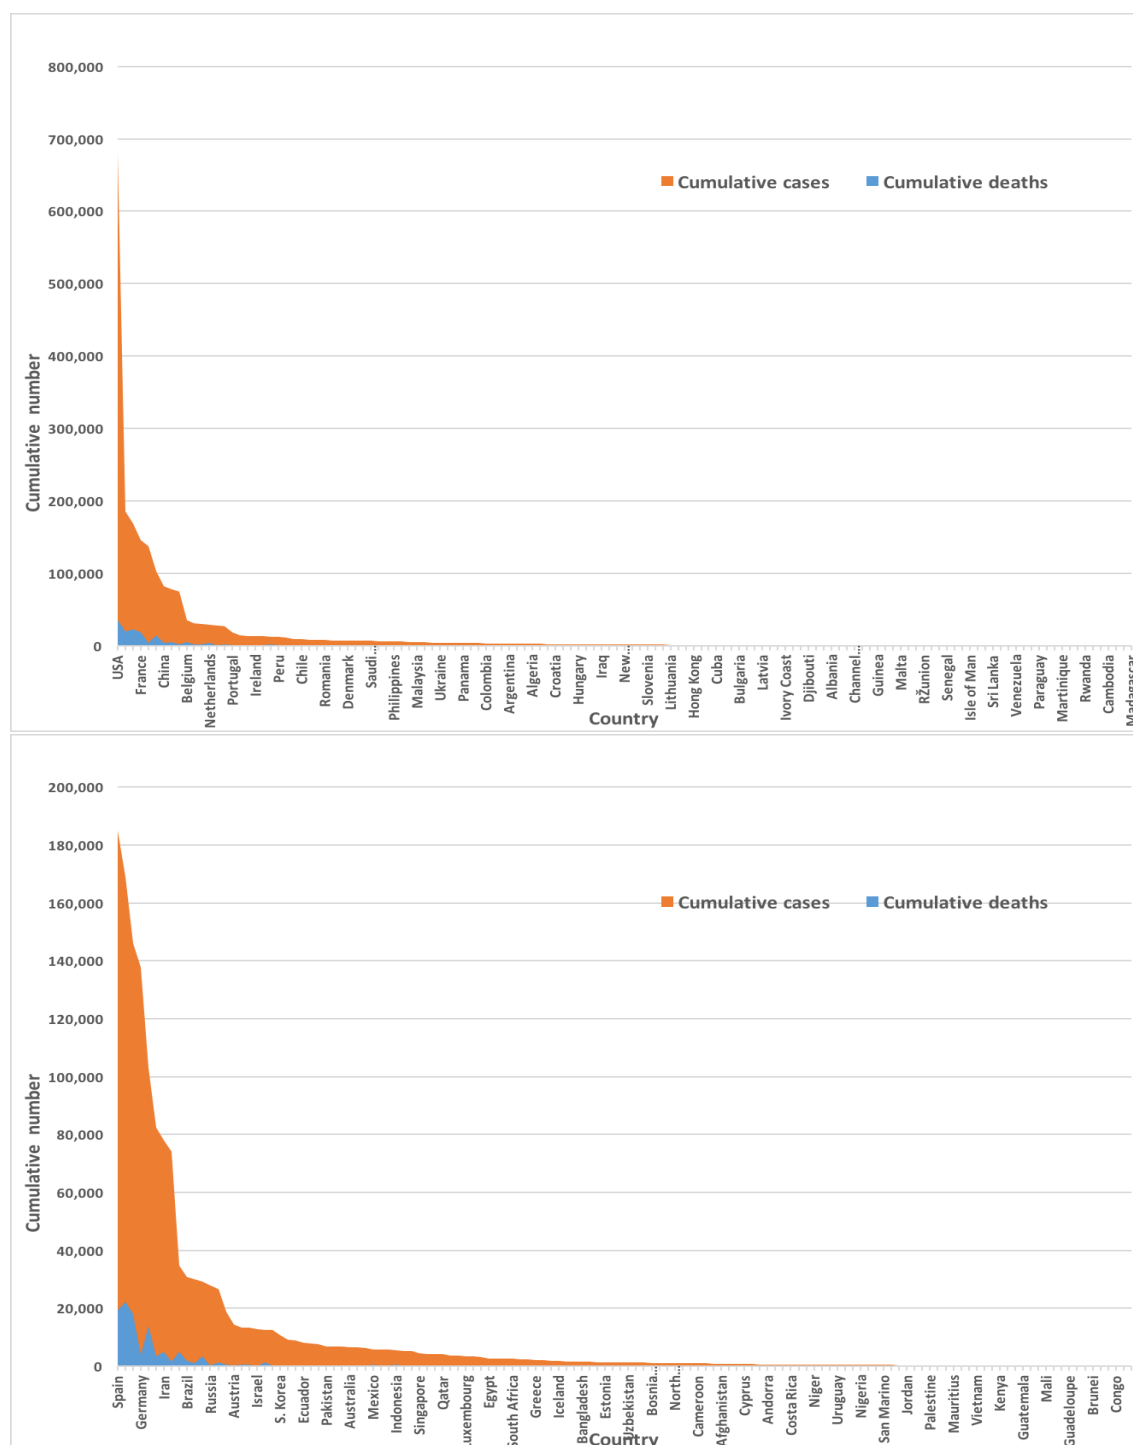 800,000
700,000
600,000
500,000
400,000
300,000
200,000
100,000
0
Cumulative number
Cumulative cases Cumulative deaths
USA France China Belgium Netherlands Portugal Ireland Peru Chile Romania Denmark Saudi... Philippines Malaysia Ukraine Panama Colombia Argentina Algeria Croatia Hungary Iraq New... Slovenia Lithuania Hong Kong Cuba Bulgaria Latvia Ivory Coast Djibouti Albania Channel... Guinea Malta RŽunion Senegal Isle of Man Sri Lanka Venezuela Paraguay Martinique Rwanda Cambodia Madagascar
Country
200,000
180,000
160,000
140,000
120,000
100,000
80,000
60,000
40,000
20,000
0
Cumulative number
Cumulative cases Cumulative deaths
Spain Germany Iran Brazil Russia Austria Israel S. Korea Ecuador Pakistan Australia Mexico Indonesia Singapore Qatar Luxembourg Egypt South Africa Greece Iceland Bangladesh Estonia Uzbekistan Bosnia... North... Cameroon Afghanistan Cyprus Andorra Costa Rica Niger Uruguay Nigeria San Marino Jordan Palestine Mauritius Vietnam Kenya Guatemala Mali Guadeloupe Brunei Congo
Country